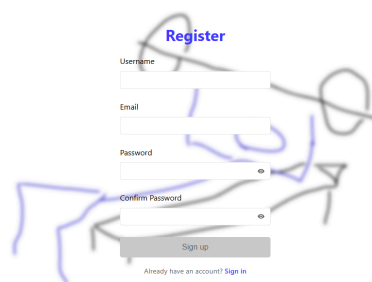 Register
Username
Email
Password
Confirm Password
Sign up
Already have an account? Sign in